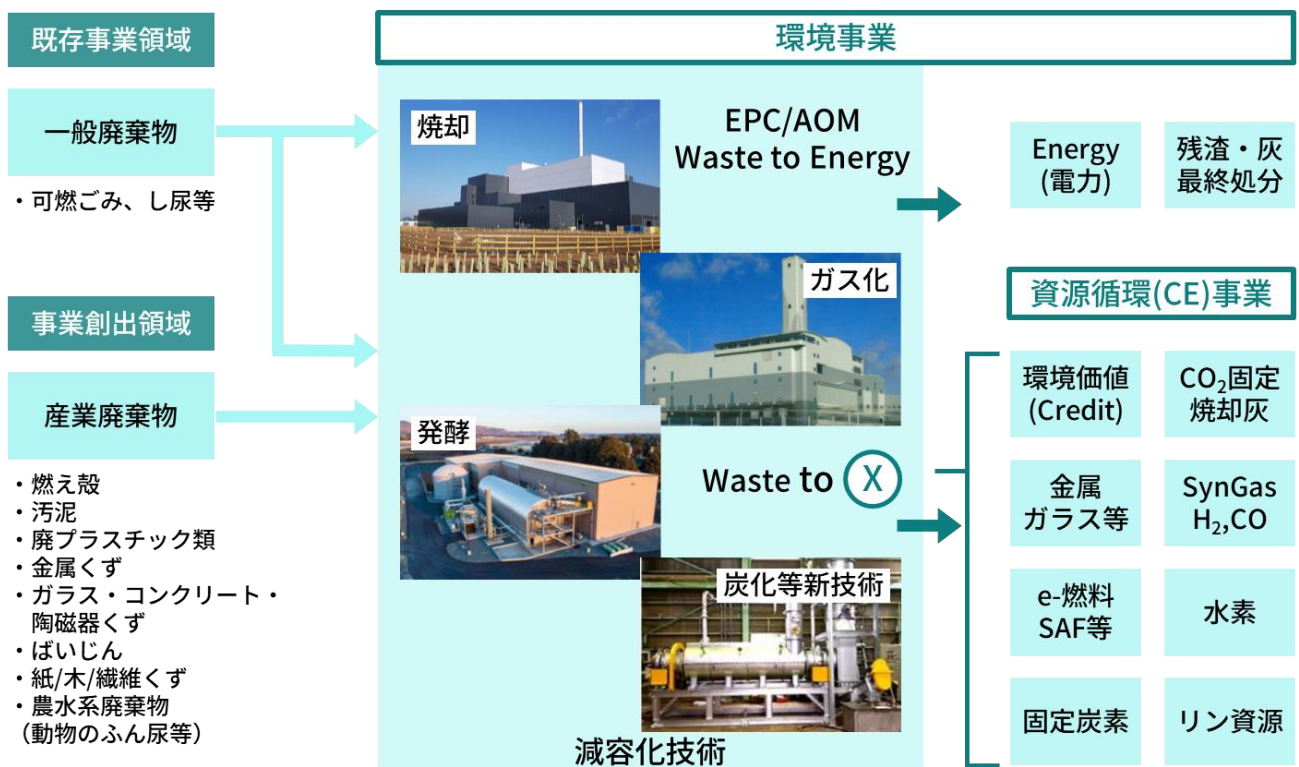 既存事業領域
一般廃棄物
・可燃ごみ、し尿等
事業創出領域
産業廃棄物
・燃え殻
・汚泥
・廃プラスチック類
・金属くず
・ガラス・コンクリート・
陶磁器くず
・ばいじん
・紙/木/繊維くず
・農水系廃棄物
（動物のふん尿等）
環境事業
焼却
EPC/AOM
Waste to Energy
ガス化
発酵
Waste to X
炭化等新技術
減容化技術
Energy
(電力)
残渣・灰
最終処分
資源循環(CE)事業
環境価値
(Credit)
CO₂固定
焼却灰
金属
ガラス等
SynGas
H₂,CO
e-燃料
SAF等
水素
固定炭素
リン資源